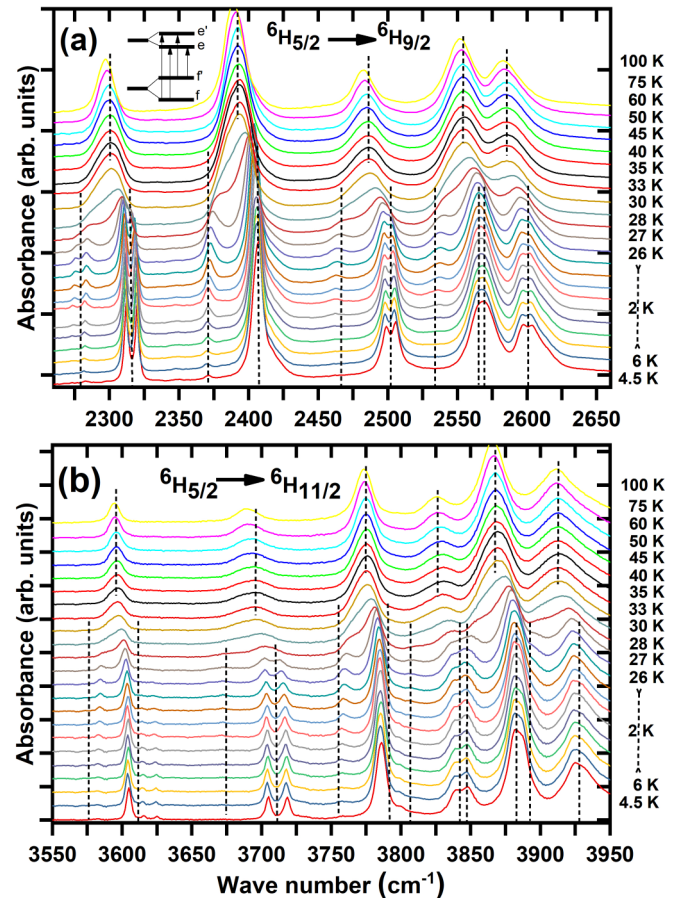 (a)
e'
e
f'
f
⁶H₅/₂ → ⁶H₉/₂
Absorbance (arb. units)
100 K
75 K
60 K
50 K
45 K
40 K
35 K
33 K
30 K
28 K
27 K
26 K
2 K
6 K
4.5 K
2300 2350 2400 2450 2500 2550 2600 2650
(b)
⁶H₅/₂ → ⁶H₁₁/₂
Absorbance (arb. units)
100 K
75 K
60 K
50 K
45 K
40 K
35 K
33 K
30 K
28 K
27 K
26 K
2 K
6 K
4.5 K
3550 3600 3650 3700 3750 3800 3850 3900 3950
Wave number (cm⁻¹)